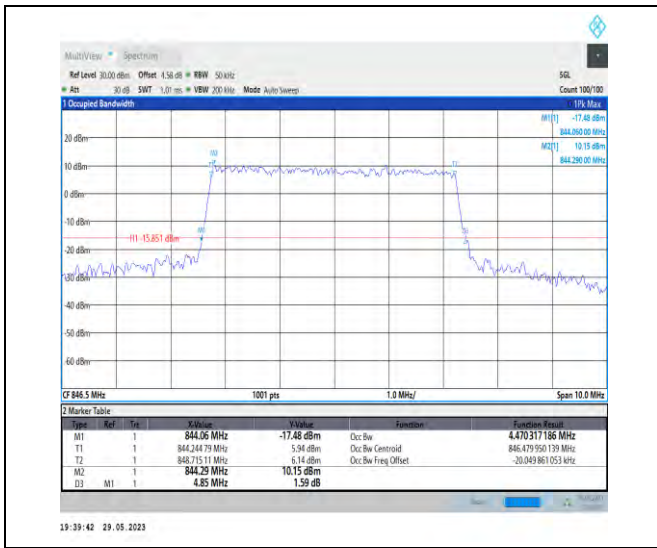 MultiView Spectrum
Ref Level 30.00 dBm Offset 4.58 dB RBW 50 kHz SGL
Att 30 dB SWT 1.01 ms VBW 200 kHz Mode Auto Sweep Count 100/100
1 Occupied Bandwidth 1Pk Max
M1[1] -17.48 dBm
844.06000 MHz
M2[1] 10.15 dBm
844.29000 MHz
20 dBm
M2
T1
10 dBm
0 dBm
-10 dBm
H1 -15.851 dBm
-20 dBm
-30 dBm
-40 dBm
-50 dBm
-60 dBm
CF 846.5 MHz 1001 pts 1.0 MHz/ Span 10.0 MHz
2 Marker Table
Type Ref Trc X-Value Y-Value Function Function Result
M1 1 844.06 MHz -17.48 dBm Occ Bw 4.470 317 186 MHz
T1 1 844.244 79 MHz 5.94 dBm Occ Bw Centroid 846.479 950 139 MHz
T2 1 848.715 11 MHz 6.14 dBm Occ Bw Freq Offset -20.049 861 053 kHz
M2 1 844.29 MHz 10.15 dBm
D3 M1 1 4.85 MHz 1.59 dB
19:39:42 29.05.2023